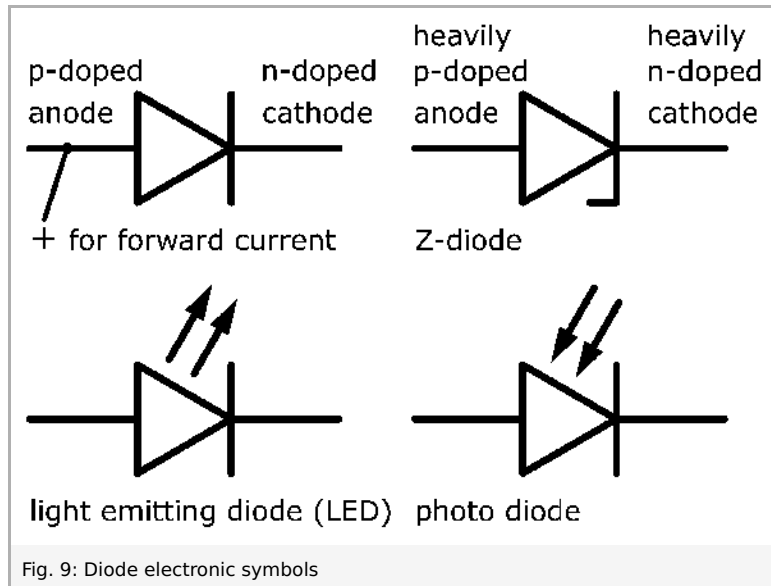 p-doped
anode
n-doped
cathode
+ for forward current
heavily
p-doped
anode
heavily
n-doped
cathode
Z-diode
light emitting diode (LED)
photo diode
Fig. 9: Diode electronic symbols